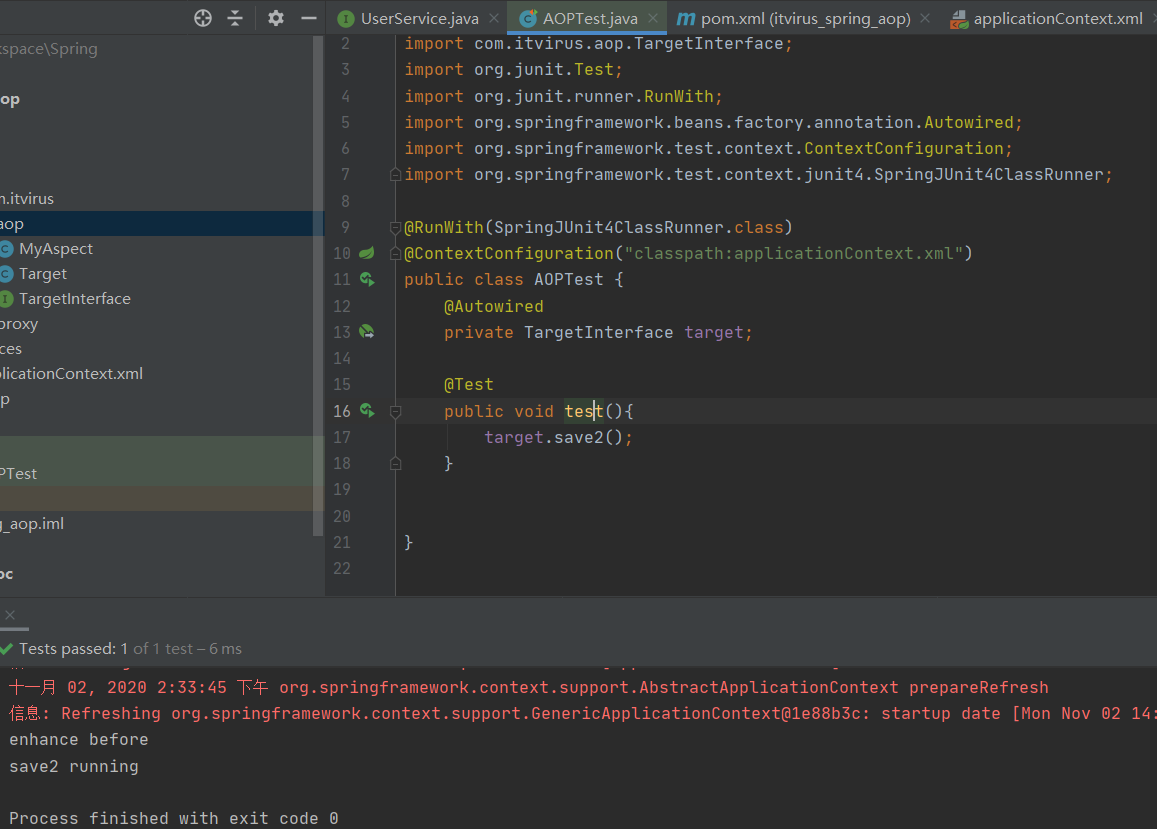 UserService.java AOPTest.java pom.xml (itvirus_spring_aop) applicationContext.xml
space\Spring
op
.itvirus
aop
MyAspect
Target
TargetInterface
proxy
ces
plicationContext.xml
p
PTest
g_aop.iml
oc
2 import com.itvirus.aop.TargetInterface;
3 import org.junit.Test;
4 import org.junit.runner.RunWith;
5 import org.springframework.beans.factory.annotation.Autowired;
6 import org.springframework.test.context.ContextConfiguration;
7 import org.springframework.test.context.junit4.SpringJUnit4ClassRunner;
8
9 @RunWith(SpringJUnit4ClassRunner.class)
10 @ContextConfiguration("classpath:applicationContext.xml")
11 public class AOPTest {
12 @Autowired
13 private TargetInterface target;
14
15 @Test
16 public void test(){
17 target.save2();
18 }
19
20
21 }
22
Tests passed: 1 of 1 test – 6 ms
十一月 02, 2020 2:33:45 下午 org.springframework.context.support.AbstractApplicationContext prepareRefresh
信息: Refreshing org.springframework.context.support.GenericApplicationContext@1e88b3c: startup date [Mon Nov 02 14:
enhance before
save2 running
Process finished with exit code 0